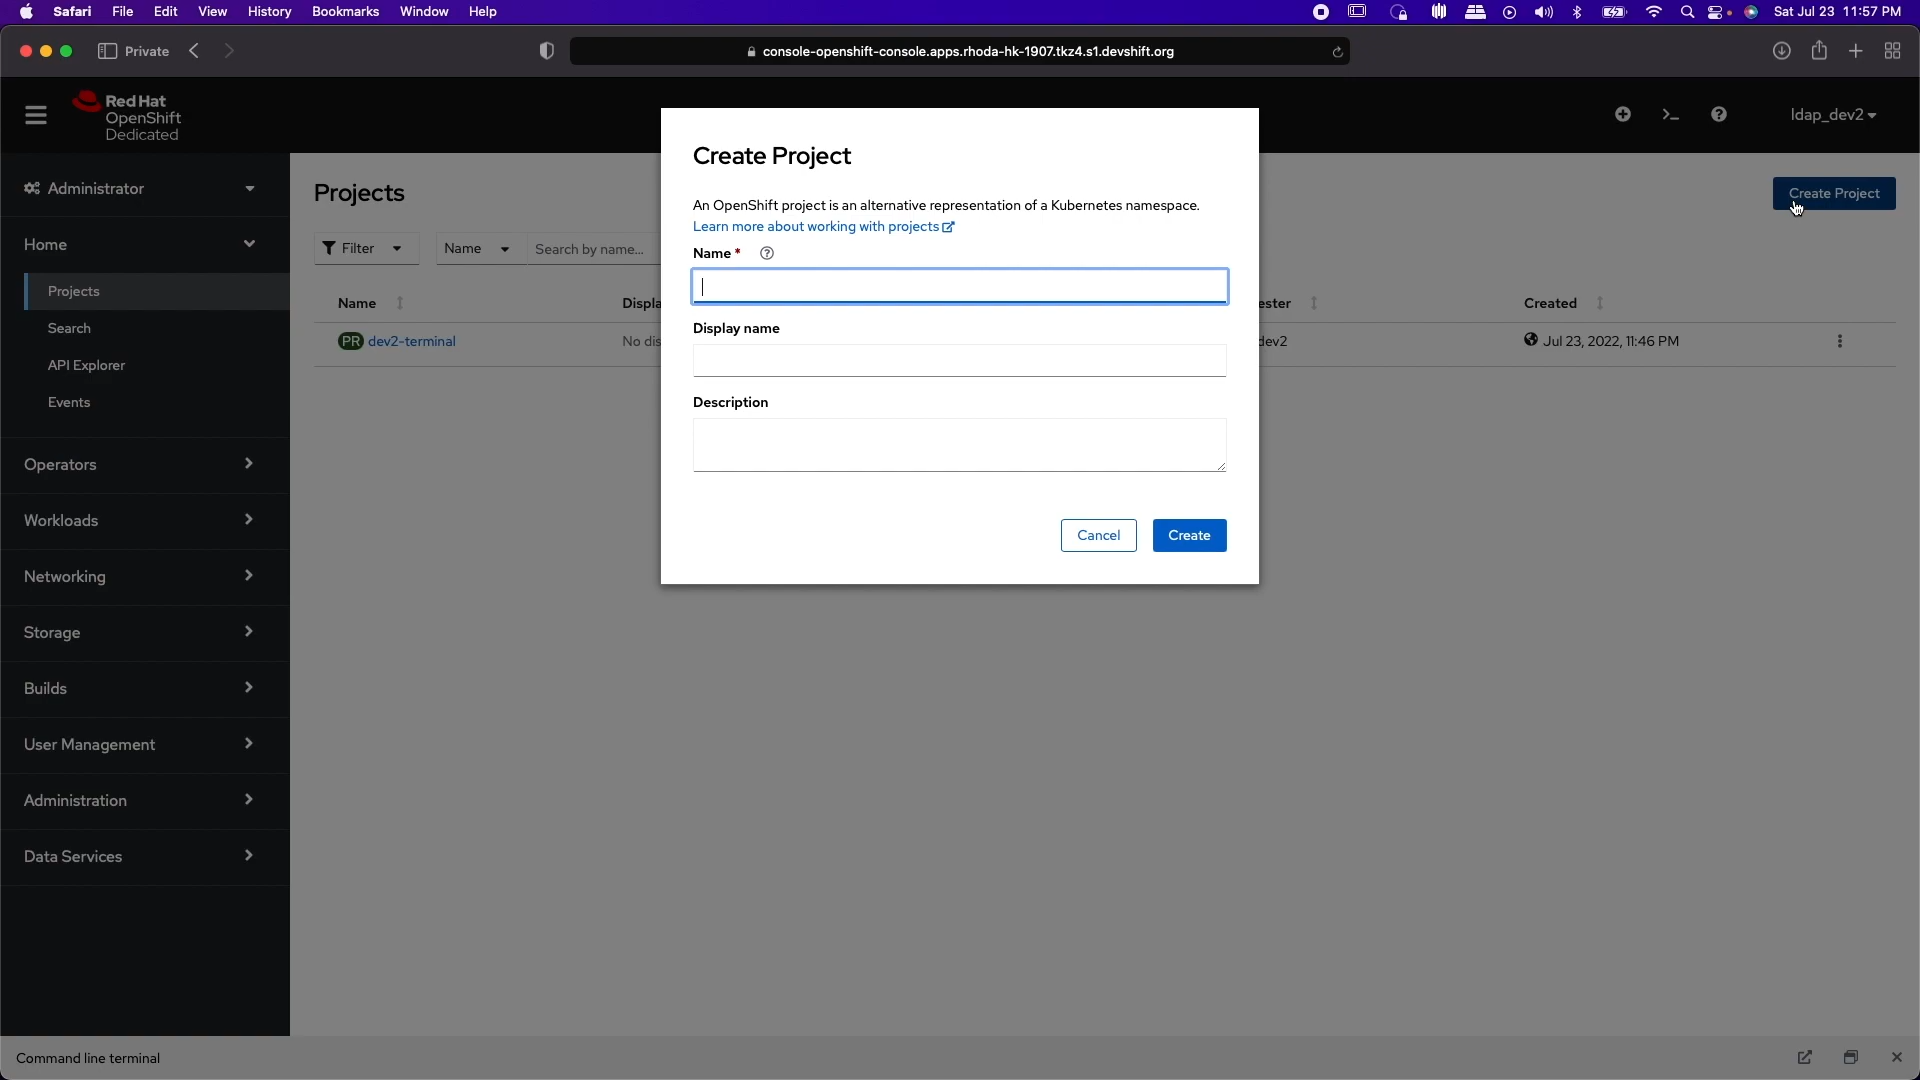 Safari File Edit View History Bookmarks Window Help Sat Jul 23 11:57 PM
Private console-openshift-console.apps.rhoda-hk-1907.tkz4.s1.devshift.org
Red Hat
OpenShift
Dedicated
ldap_dev2
Administrator
Home
Projects
Search
API Explorer
Events
Operators
Workloads
Networking
Storage
Builds
User Management
Administration
Data Services
Projects
Create Project
Filter Name Search by name...
Name Displa ester Created
PR dev2-terminal No dis dev2 Jul 23, 2022, 11:46 PM
Create Project
An OpenShift project is an alternative representation of a Kubernetes namespace.
Learn more about working with projects
Name *
Display name
Description
Cancel Create
Command line terminal